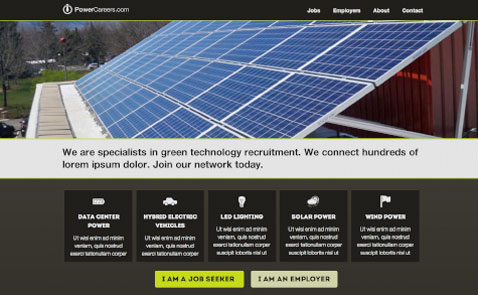 PowerCareers.com
Jobs Employers About Contact
We are specialists in green technology recruitment. We connect hundreds of
lorem ipsum dolor. Join our network today.
DATA CENTER
POWER
Ut wisi enim ad minim
veniam, quis nostrud
exerci tationullam corper
HYBRID ELECTRIC
VEHICLES
Ut wisi enim ad minim
veniam, quis nostrud
exerci tationullam corper
LED LIGHTING
Ut wisi enim ad minim
veniam, quis nostrud
exerci tationullam corper
suscipit lobortis nisl ut
SOLAR POWER
Ut wisi enim ad minim
veniam, quis nostrud
exerci tationullam corper
suscipit lobortis nisl ut
WIND POWER
Ut wisi enim ad minim
veniam, quis nostrud
exerci tationullam corper
suscipit lobortis nisl ut
I AM A JOB SEEKER
I AM AN EMPLOYER